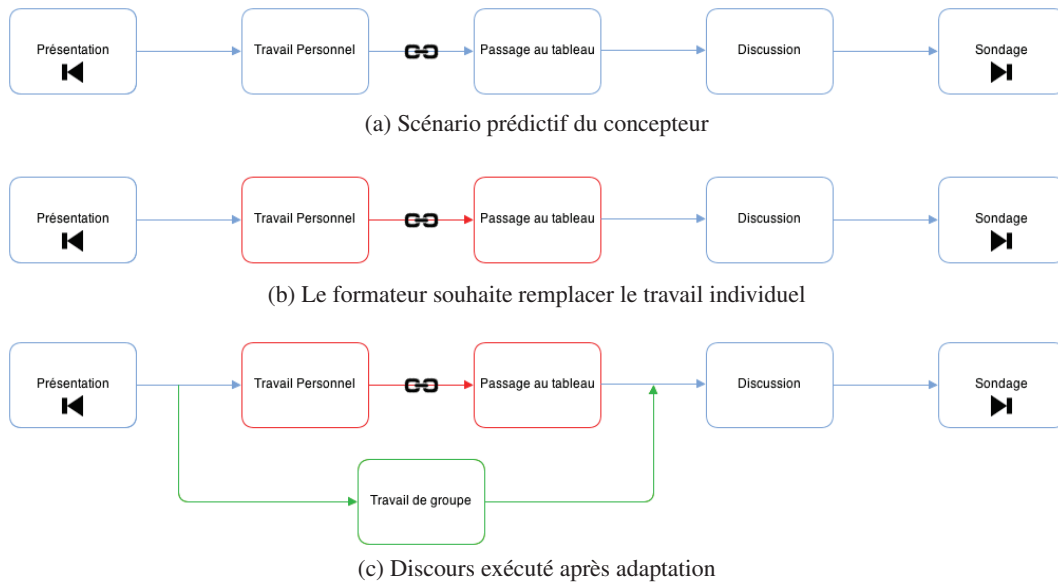 Présentation
Travail Personnel
Passage au tableau
Discussion
Sondage
(a) Scénario prédictif du concepteur
Présentation
Travail Personnel
Passage au tableau
Discussion
Sondage
(b) Le formateur souhaite remplacer le travail individuel
Présentation
Travail Personnel
Passage au tableau
Discussion
Sondage
Travail de groupe
(c) Discours exécuté après adaptation